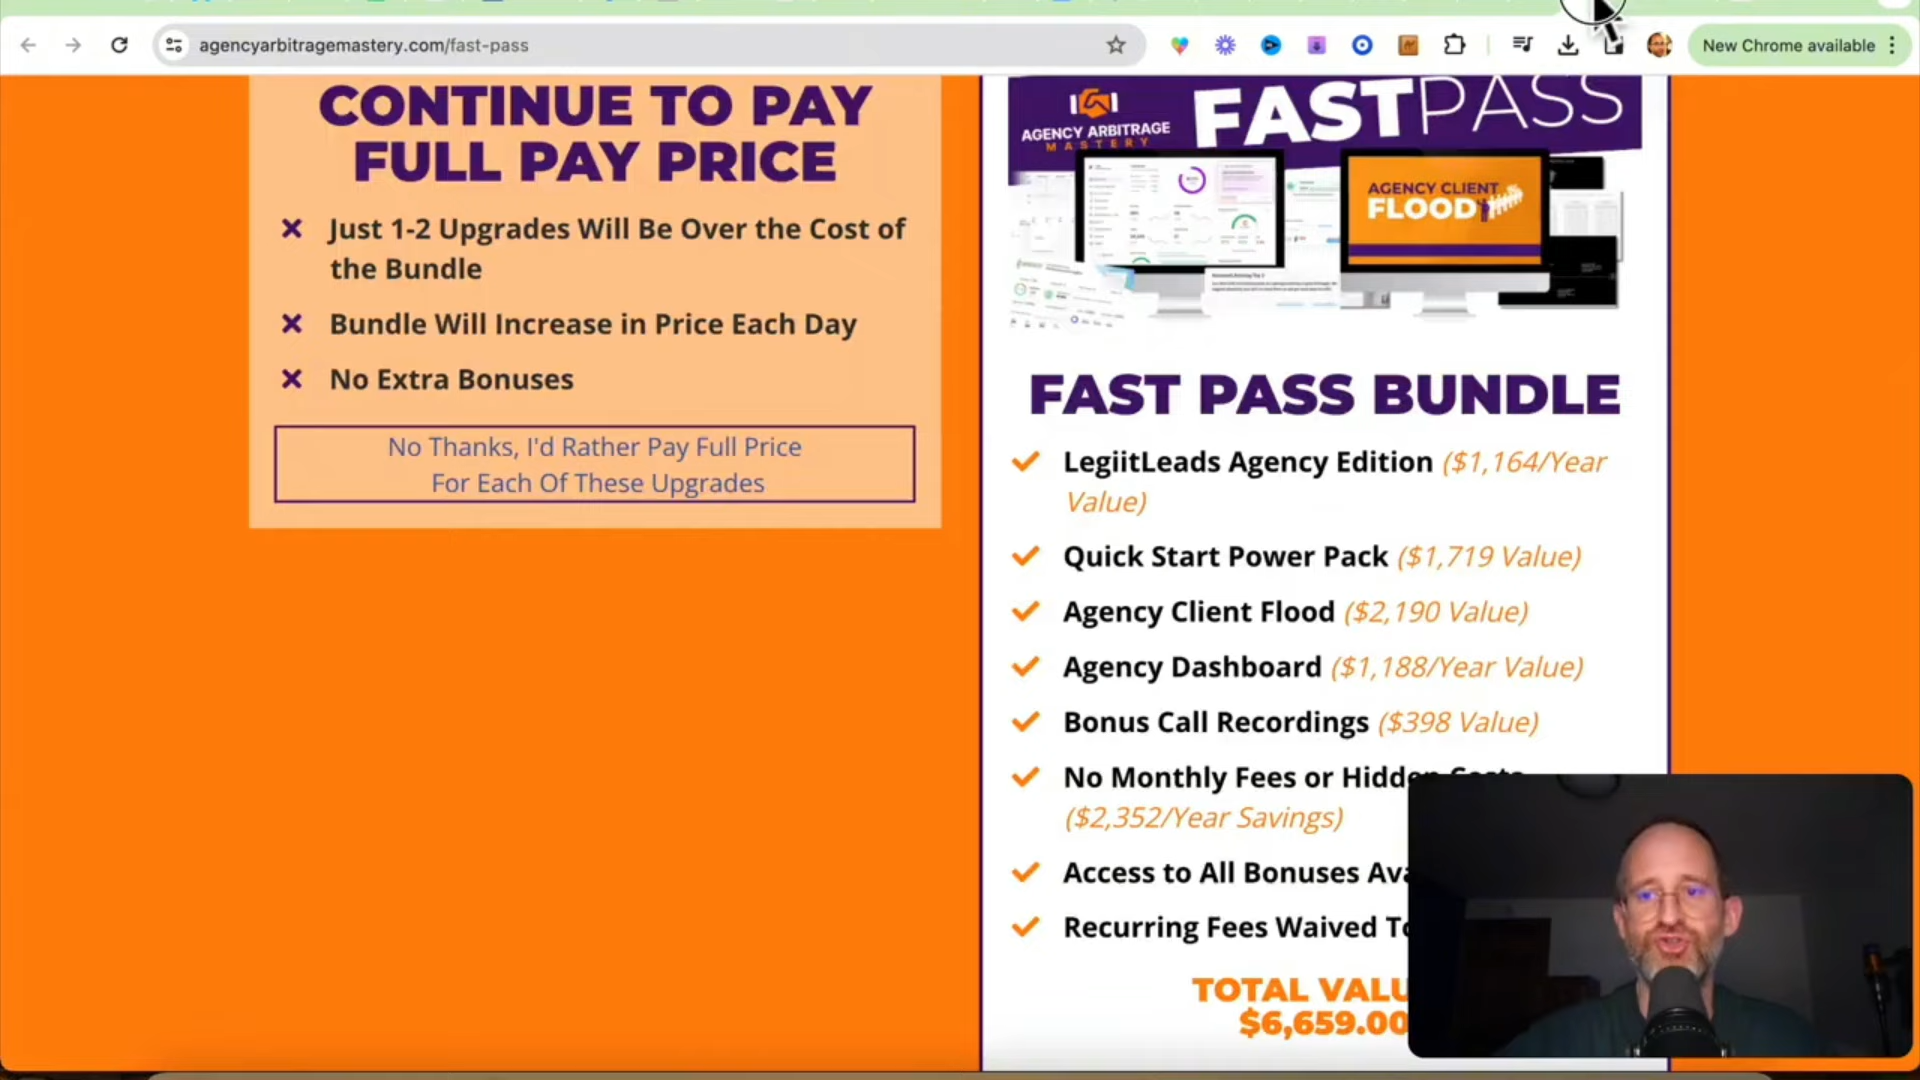 agencyarbitragemastery.com/fast-pass
New Chrome available
CONTINUE TO PAY
FULL PAY PRICE
Just 1-2 Upgrades Will Be Over the Cost of
the Bundle
Bundle Will Increase in Price Each Day
No Extra Bonuses
No Thanks, I'd Rather Pay Full Price
For Each Of These Upgrades
AGENCY ARBITRAGE
MASTERY
FASTPASS
AGENCY CLIENT
FLOOD
FAST PASS BUNDLE
LegiitLeads Agency Edition ($1,164/Year
Value)
Quick Start Power Pack ($1,719 Value)
Agency Client Flood ($2,190 Value)
Agency Dashboard ($1,188/Year Value)
Bonus Call Recordings ($398 Value)
No Monthly Fees or Hidden Costs
($2,352/Year Savings)
Access to All Bonuses
Recurring Fees Waived
TOTAL
$6,659.00